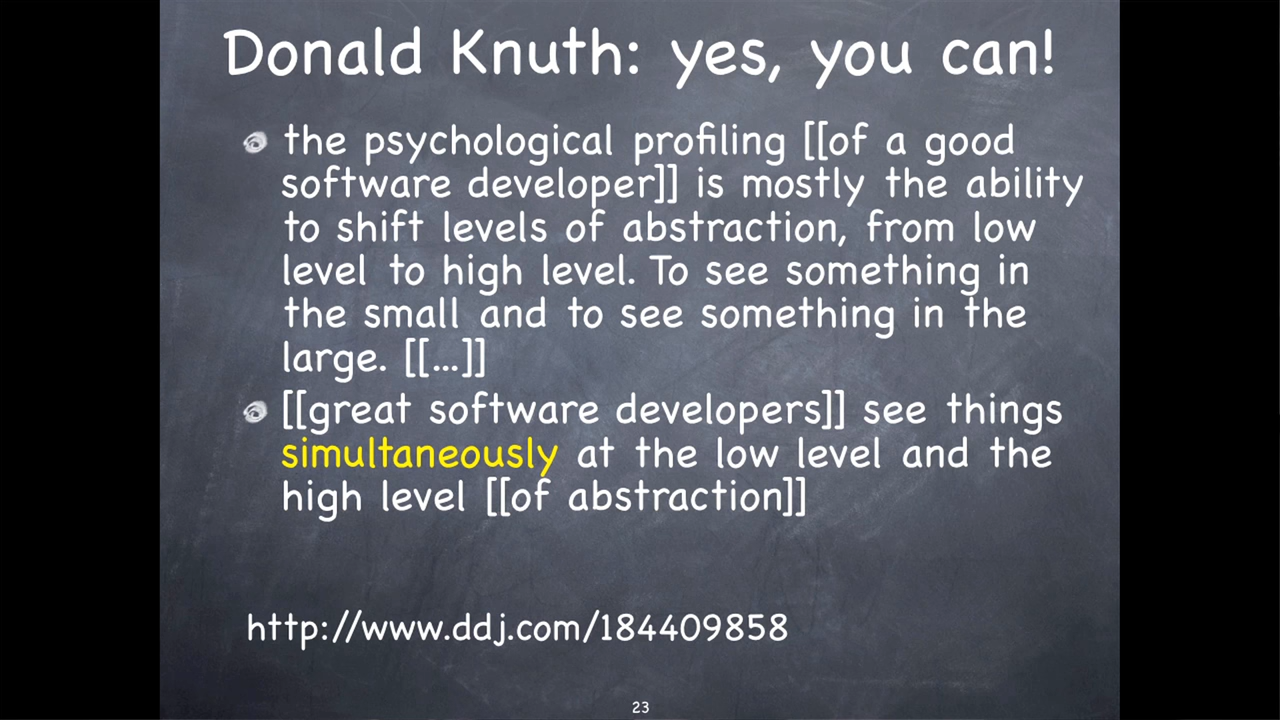 Donald Knuth: yes, you can!
the psychological profiling [[of a good
software developer]] is mostly the ability
to shift levels of abstraction, from low
level to high level. To see something in
the small and to see something in the
large. [[...]]
[[great software developers]] see things
simultaneously at the low level and the
high level [[of abstraction]]
http://www.ddj.com/184409858
23